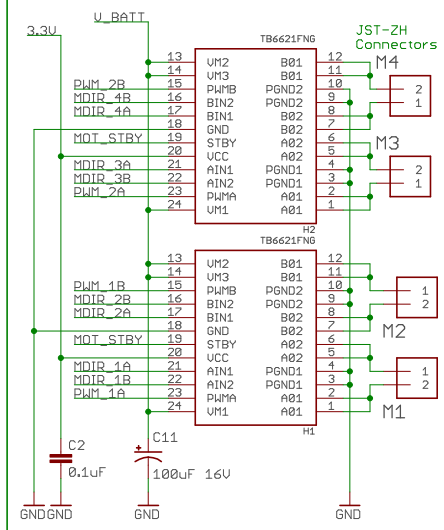 V_BATT
3.3V
JST-ZH
Connectors
TB6621FNG
13 VM2 B01 12 M4
14 VM3 B01 11
PWM_2B 15 PWMB PGND2 10 2
MDIR_4B 16 BIN2 PGND2 9 1
MDIR_4A 17 BIN1 B02 8
18 GND B02 7
MOT_STBY 19 STBY A02 6 M3
20 VCC A02 5
MDIR_3A 21 AIN1 PGND1 4 2
MDIR_3B 22 AIN2 PGND1 3 1
PWM_2A 23 PWMA A01 2
24 VM1 A01 1
H2
TB6621FNG
13 VM2 B01 12
14 VM3 B01 11
PWM_1B 15 PWMB PGND2 10 1
MDIR_2B 16 BIN2 PGND2 9 2
MDIR_2A 17 BIN1 B02 8
18 GND B02 7 M2
MOT_STBY 19 STBY A02 6
20 VCC A02 5
MDIR_1A 21 AIN1 PGND1 4 1
MDIR_1B 22 AIN2 PGND1 3 2
PWM_1A 23 PWMA A01 2
24 VM1 A01 1 M1
H1
C2 C11
0.1uF 100uF 16V
GND GND GND GND